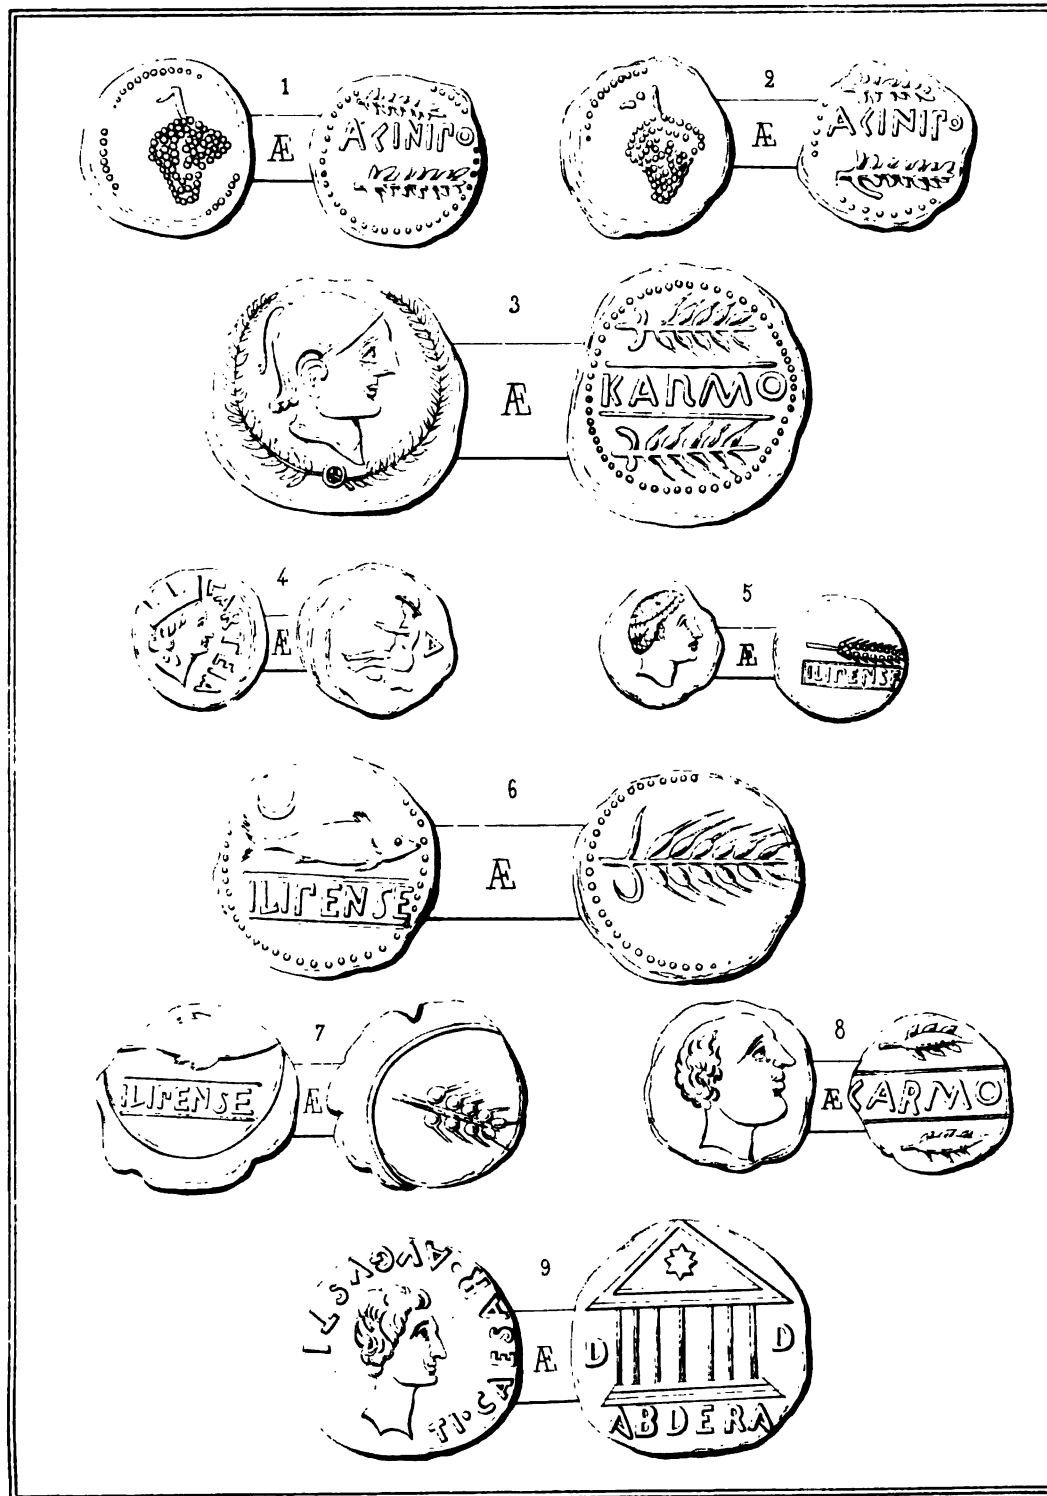 1
Æ
ACINIPO
2
Æ
ACINIPO
3
Æ
KARMO
4
Æ
5
Æ
ILIPENSE
6
Æ
ILIPENSE
7
Æ
ILIPENSE
8
Æ
CARMO
9
Æ
TI·CAESAR·AVGVSTI
D D
ABDERA